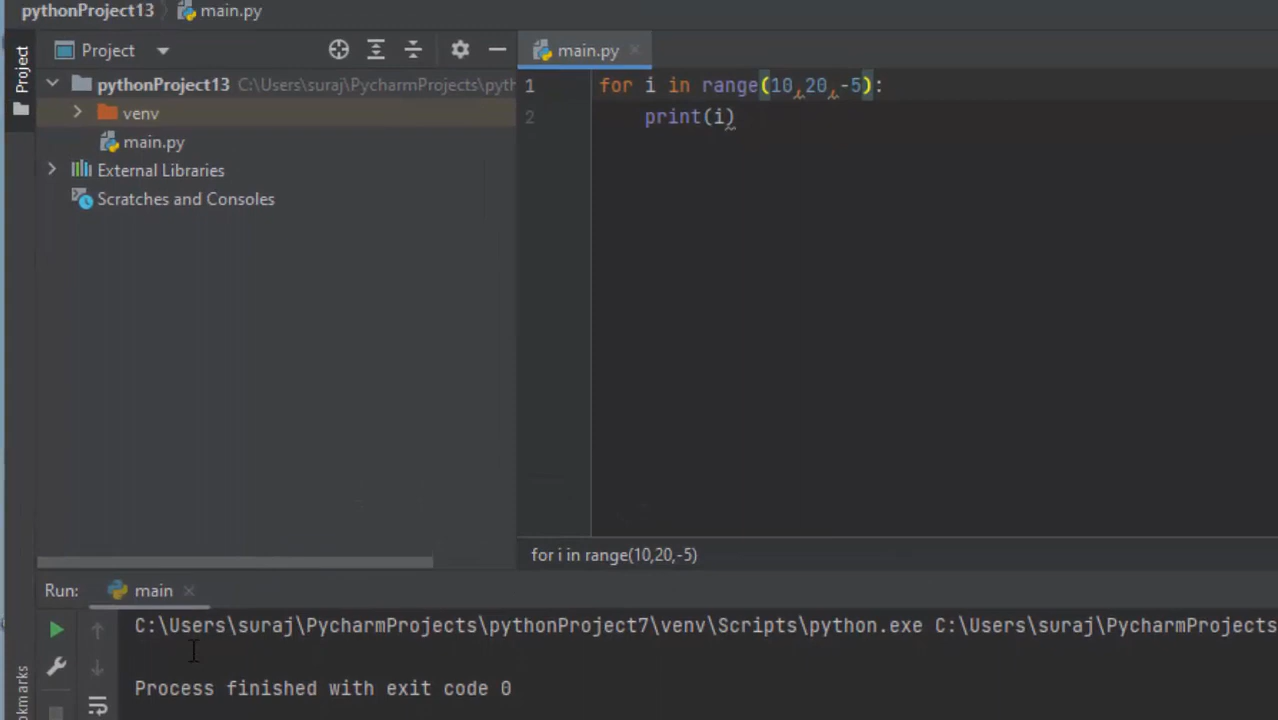 pythonProject13 main.py
Project
Project
main.py
pythonProject13 C:\Users\suraj\PycharmProjects\pyth
venv
main.py
External Libraries
Scratches and Consoles
1 for i in range(10,20,-5):
2 print(i)
for i in range(10,20,-5)
Run: main
C:\Users\suraj\PycharmProjects\pythonProject7\venv\Scripts\python.exe C:\Users\suraj\PycharmProjects
Process finished with exit code 0
kmarks